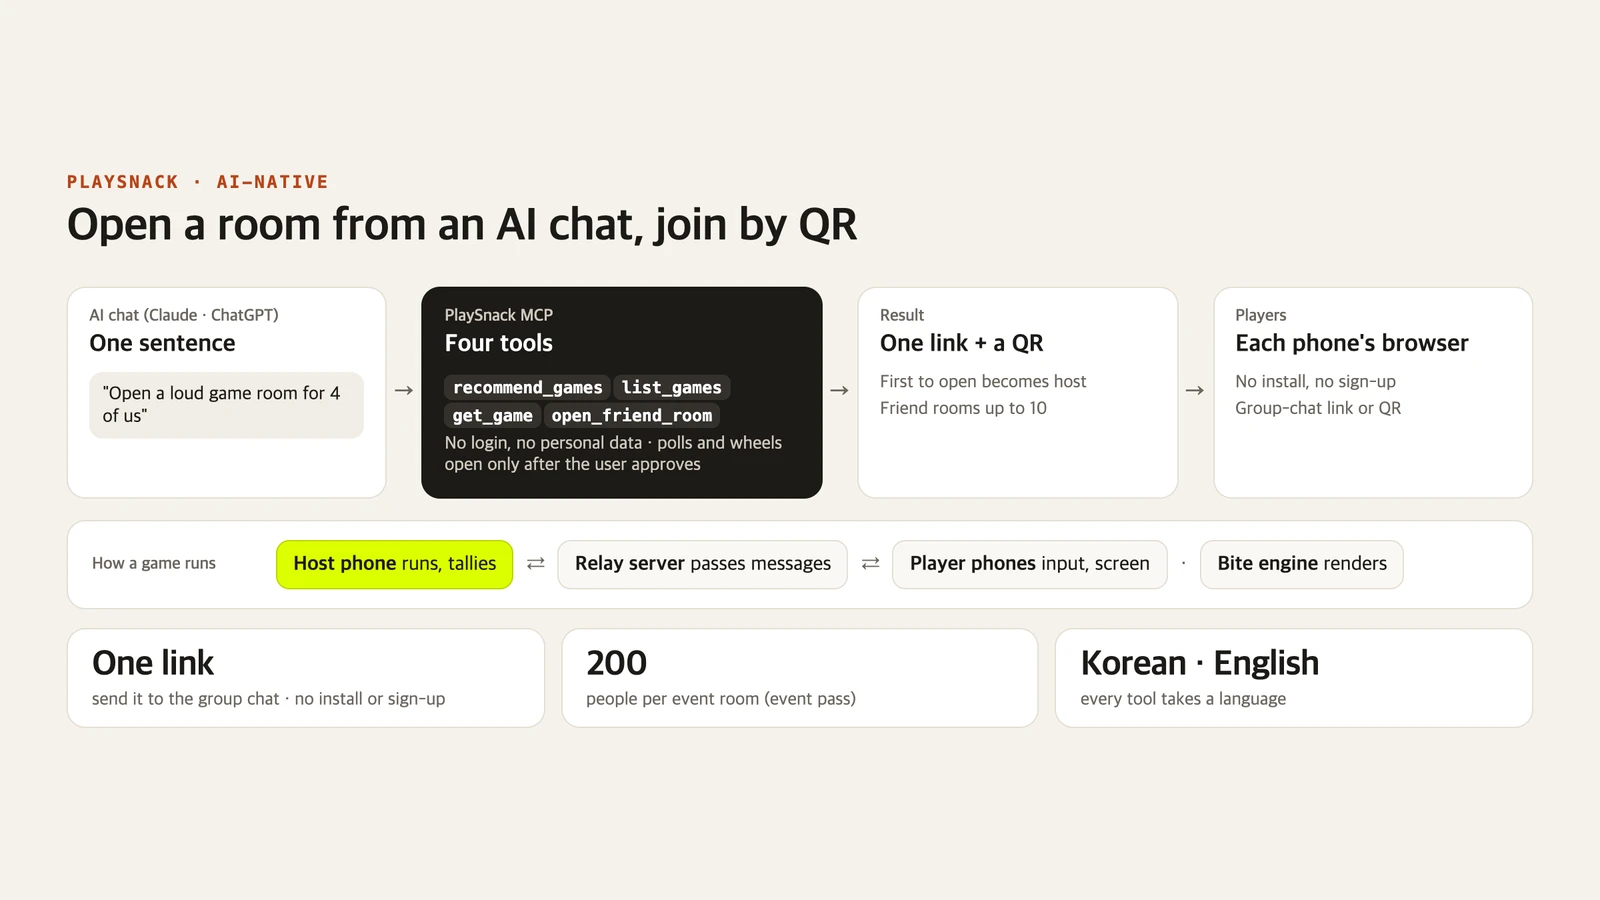 PLAYSNACK · AI-NATIVE
Open a room from an AI chat, join by QR
AI chat (Claude · ChatGPT)
One sentence
"Open a loud game room for 4
of us"
→
PlaySnack MCP
Four tools
recommend_games list_games
get_game open_friend_room
No login, no personal data · polls and wheels
open only after the user approves
→
Result
One link + a QR
First to open becomes host
Friend rooms up to 10
→
Players
Each phone's browser
No install, no sign-up
Group-chat link or QR
How a game runs
Host phone runs, tallies ⇄ Relay server passes messages ⇄ Player phones input, screen · Bite engine renders
One link
send it to the group chat · no install or sign-up
200
people per event room (event pass)
Korean · English
every tool takes a language